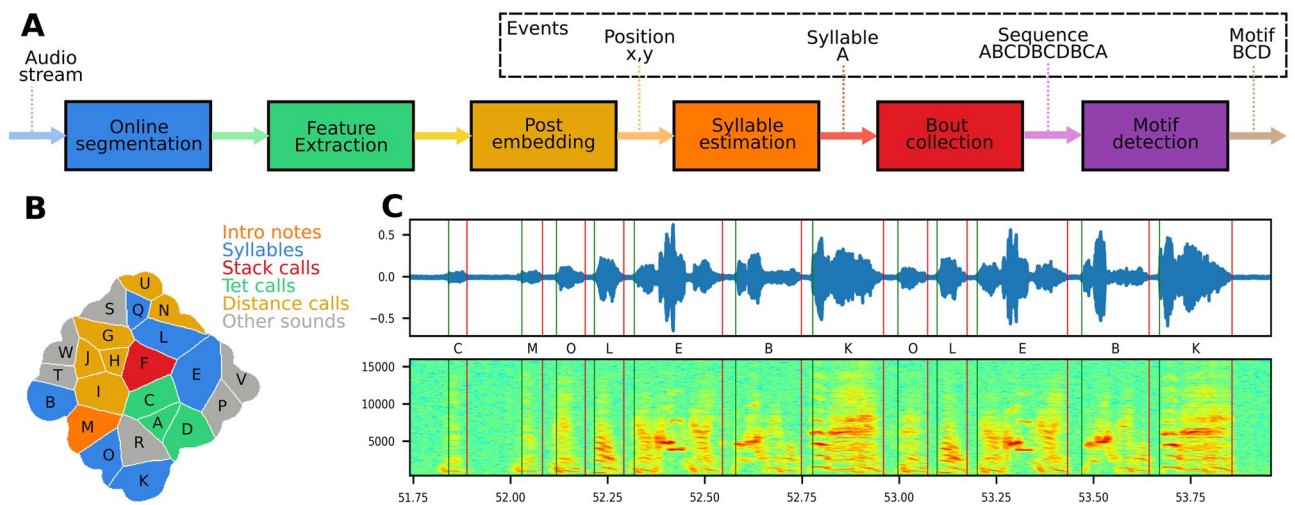 A
Events
Audio
stream
Position
x,y
Syllable
A
Sequence
ABCDBCDBCA
Motif
BCD
Online
segmentation
Feature
Extraction
Post
embedding
Syllable
estimation
Bout
collection
Motif
detection
B
Intro notes
Syllables
Stack calls
Tet calls
Distance calls
Other sounds
U
S
Q
N
G
L
W
J
H
F
T
I
E
V
B
C
P
M
A
D
R
O
K
C
0.5
0.0
−0.5
C M O L E B K O L E B K
15000
10000
5000
51.75 52.00 52.25 52.50 52.75 53.00 53.25 53.50 53.75